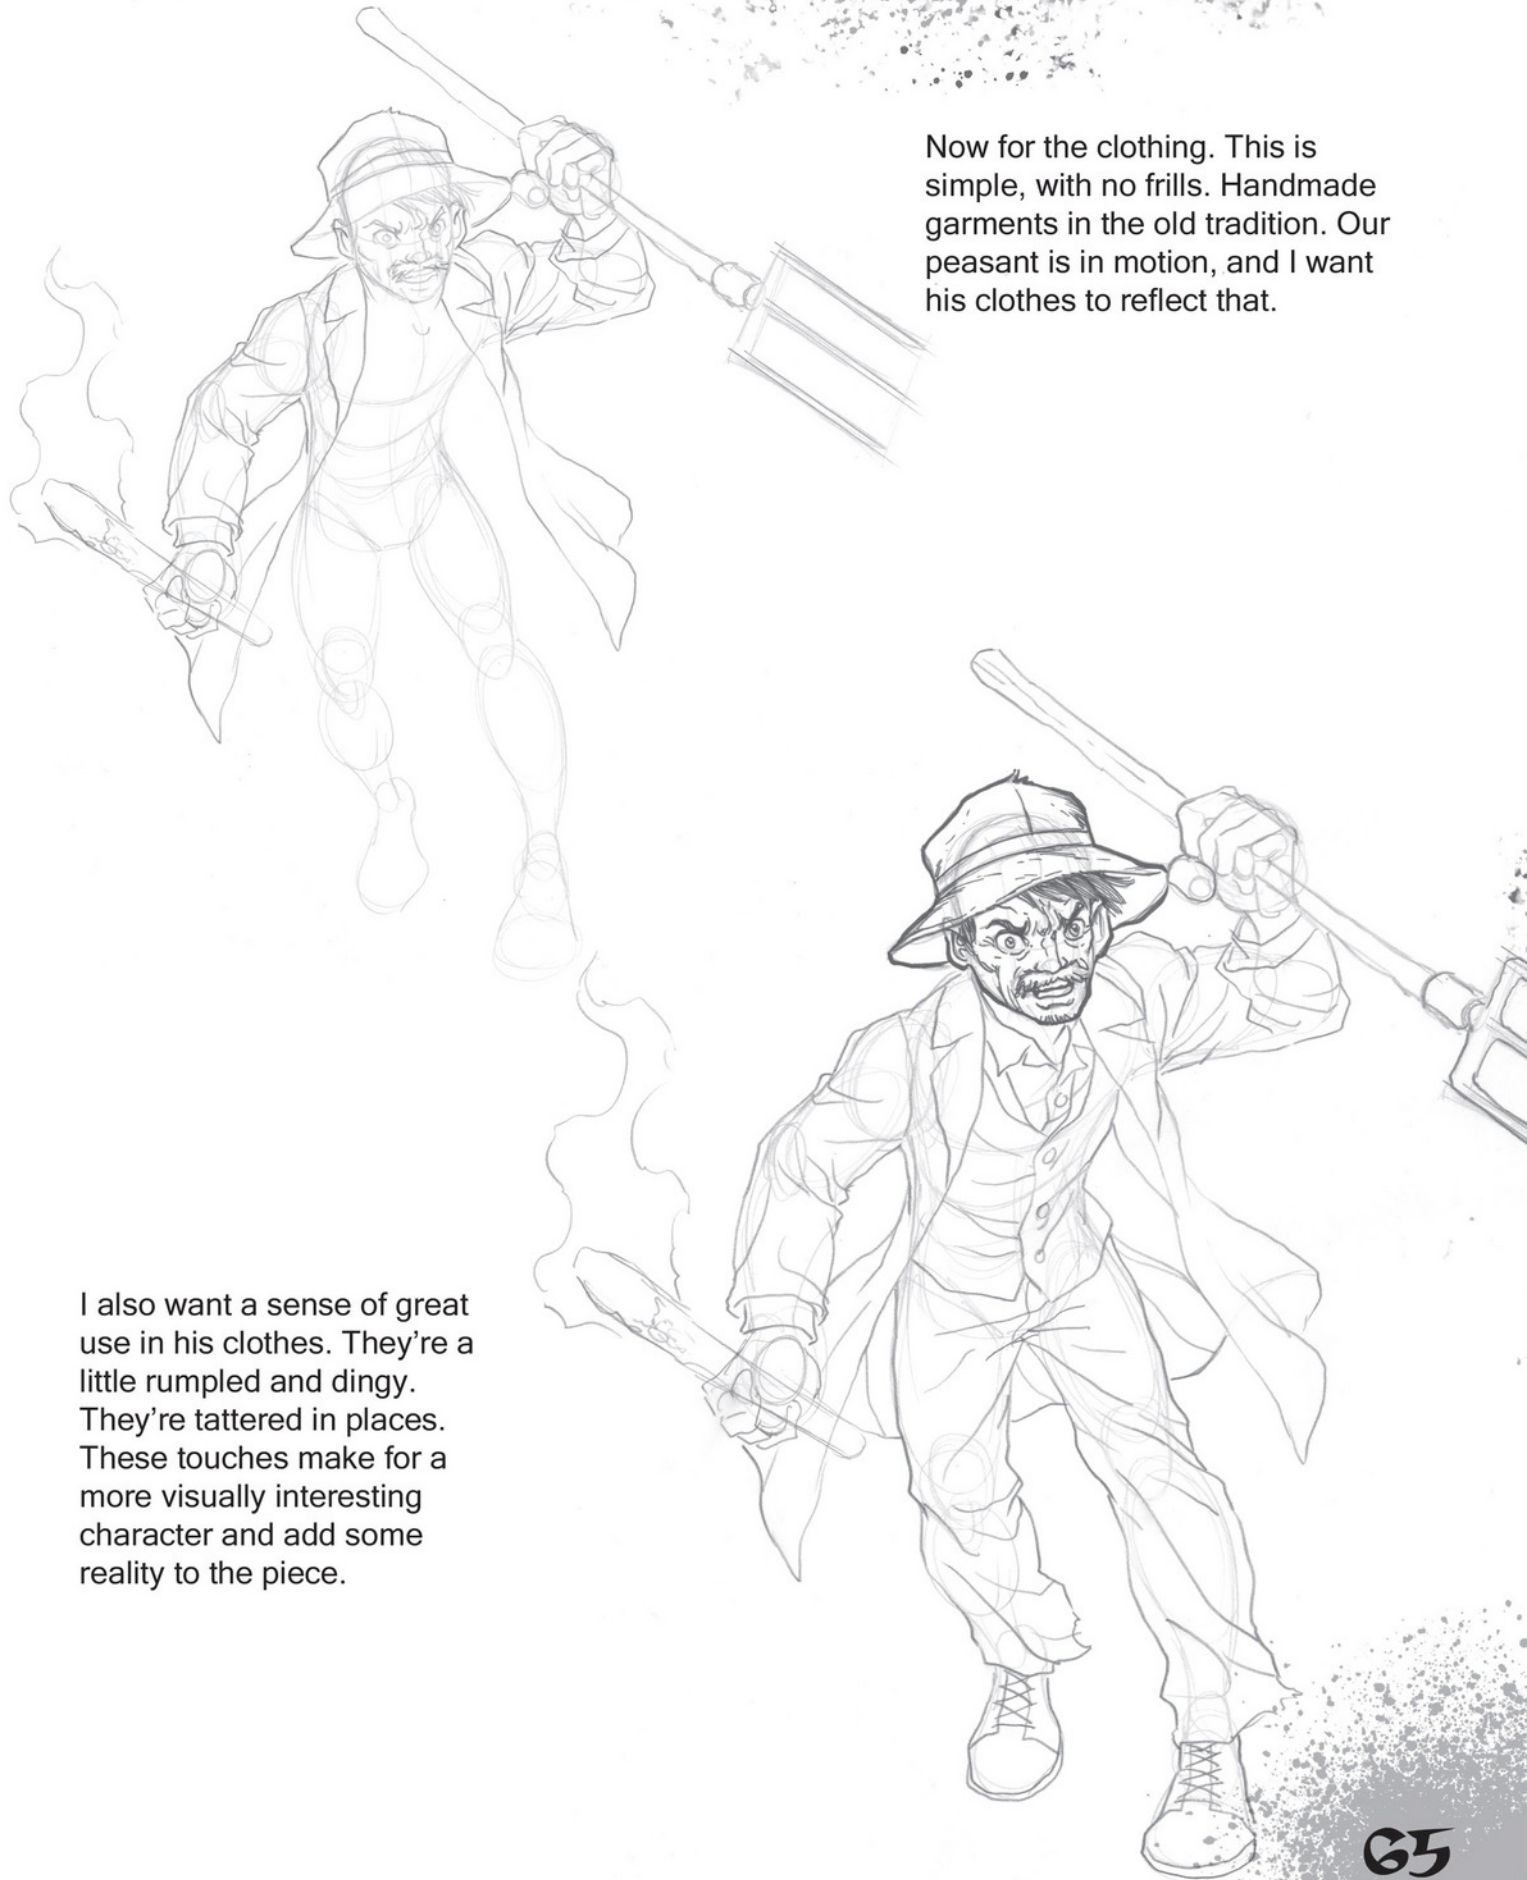 Now for the clothing. This is
simple, with no frills. Handmade
garments in the old tradition. Our
peasant is in motion, and I want
his clothes to reflect that.
I also want a sense of great
use in his clothes. They’re a
little rumpled and dingy.
They’re tattered in places.
These touches make for a
more visually interesting
character and add some
reality to the piece.
65